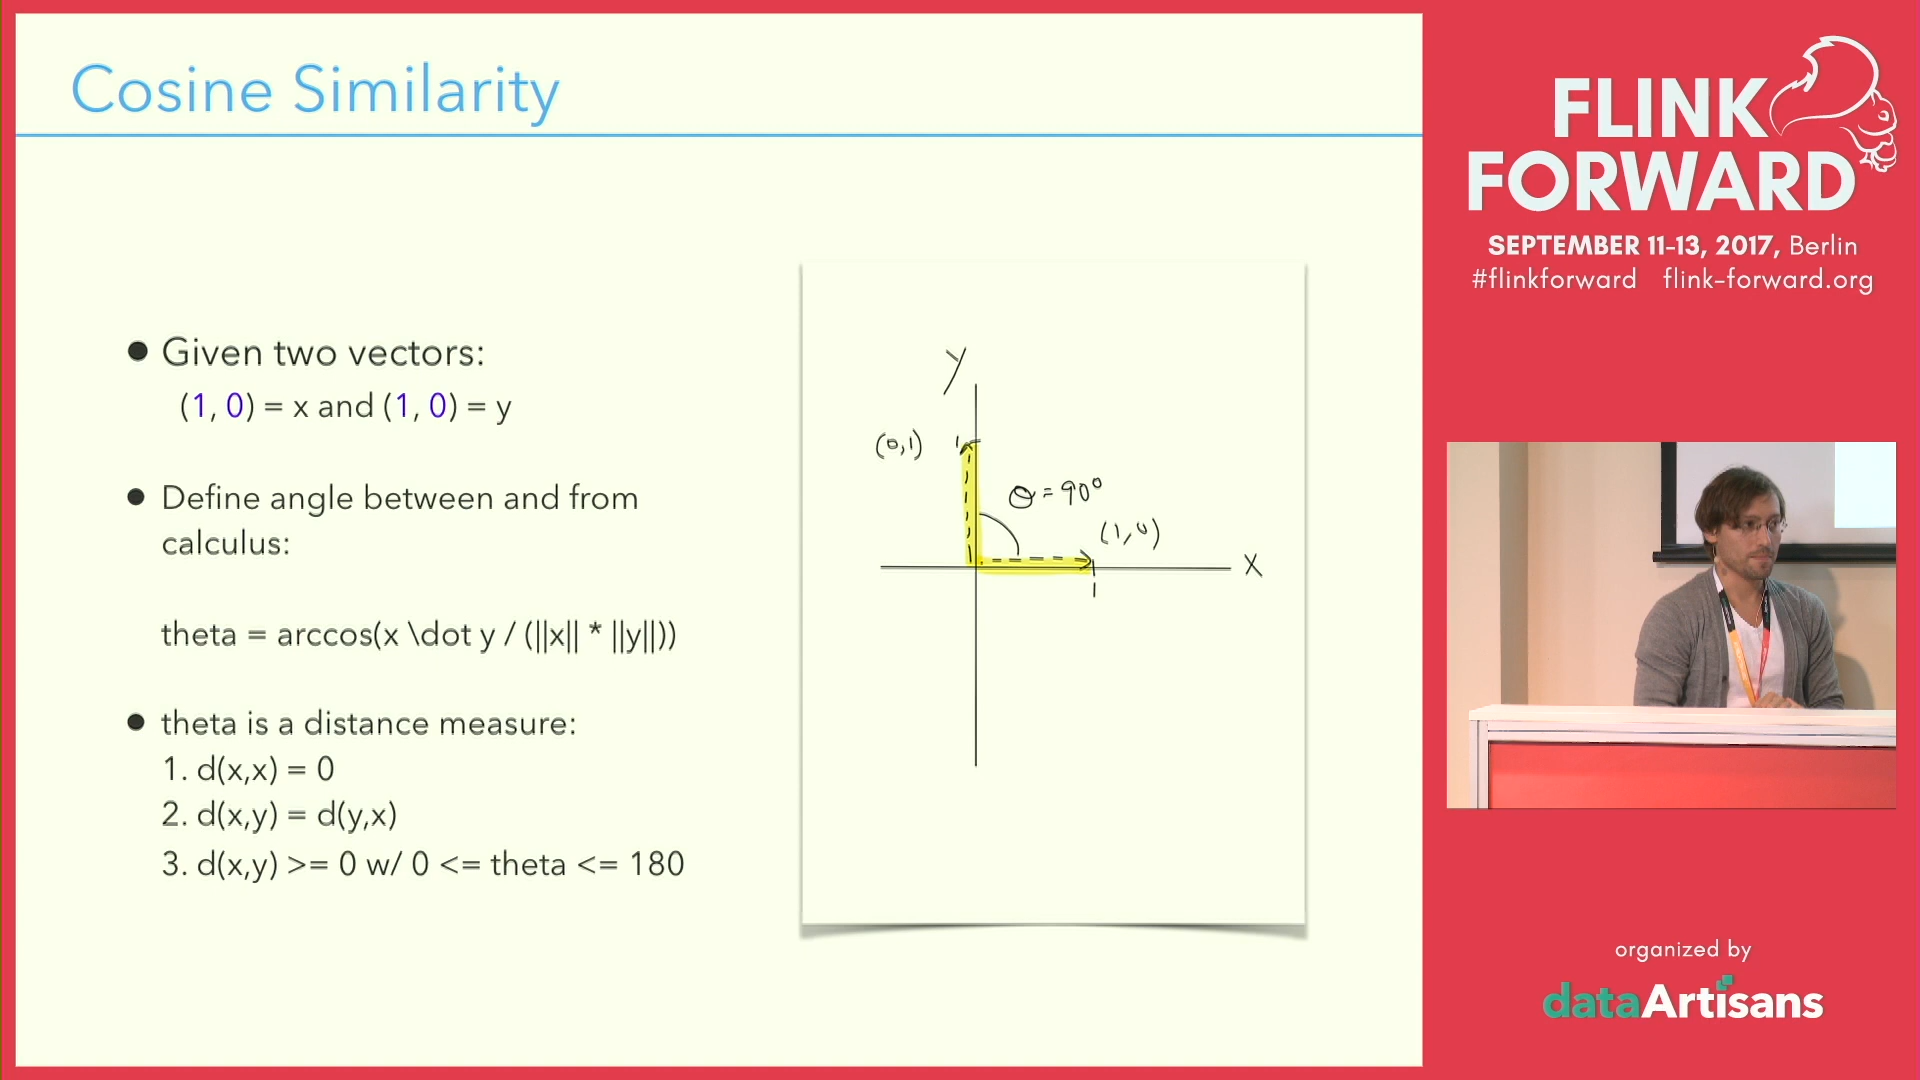 Cosine Similarity
● Given two vectors:
(1, 0) = x and (1, 0) = y
● Define angle between and from
calculus:
theta = arccos(x \dot y / (||x|| * ||y||))
● theta is a distance measure:
1. d(x,x) = 0
2. d(x,y) = d(y,x)
3. d(x,y) >= 0 w/ 0 <= theta <= 180
y
(0,1) 1
θ = 90°
(1,0)
x
1
FLINK
FORWARD
SEPTEMBER 11-13, 2017, Berlin
#flinkforward flink-forward.org
organized by
dataArtisans